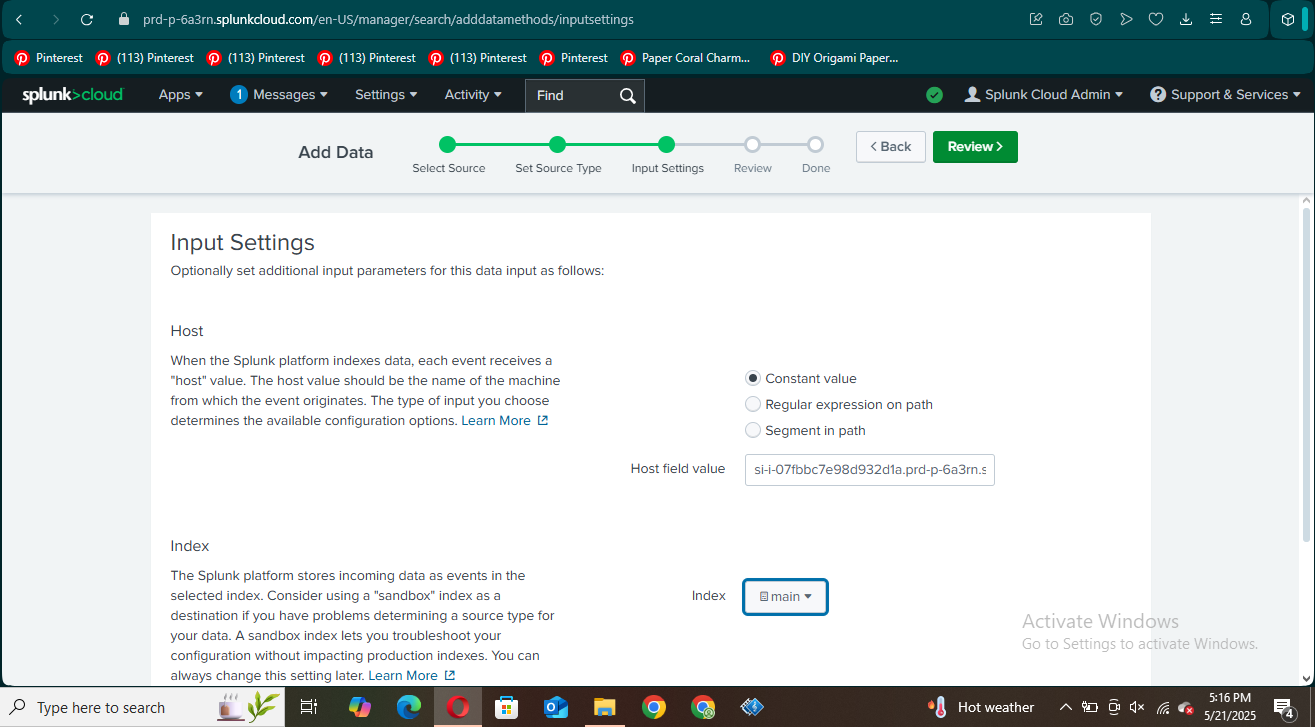 prd-p-6a3rn.splunkcloud.com/en-US/manager/search/adddatamethods/inputsettings
Pinterest (113) Pinterest (113) Pinterest (113) Pinterest (113) Pinterest Pinterest Paper Coral Charm... DIY Origami Paper...
splunk>cloud Apps 1 Messages Settings Activity Find Splunk Cloud Admin ? Support & Services
Add Data
Select Source Set Source Type Input Settings Review Done
< Back Review >
Input Settings
Optionally set additional input parameters for this data input as follows:
Host
When the Splunk platform indexes data, each event receives a
"host" value. The host value should be the name of the machine
from which the event originates. The type of input you choose
determines the available configuration options. Learn More
Constant value
Regular expression on path
Segment in path
Host field value si-i-07fbbc7e98d932d1a.prd-p-6a3rn.s
Index
The Splunk platform stores incoming data as events in the
selected index. Consider using a "sandbox" index as a
destination if you have problems determining a source type for
your data. A sandbox index lets you troubleshoot your
configuration without impacting production indexes. You can
always change this setting later. Learn More
Index main
Activate Windows
Go to Settings to activate Windows.
Type here to search Hot weather
5:16 PM
5/21/2025
4